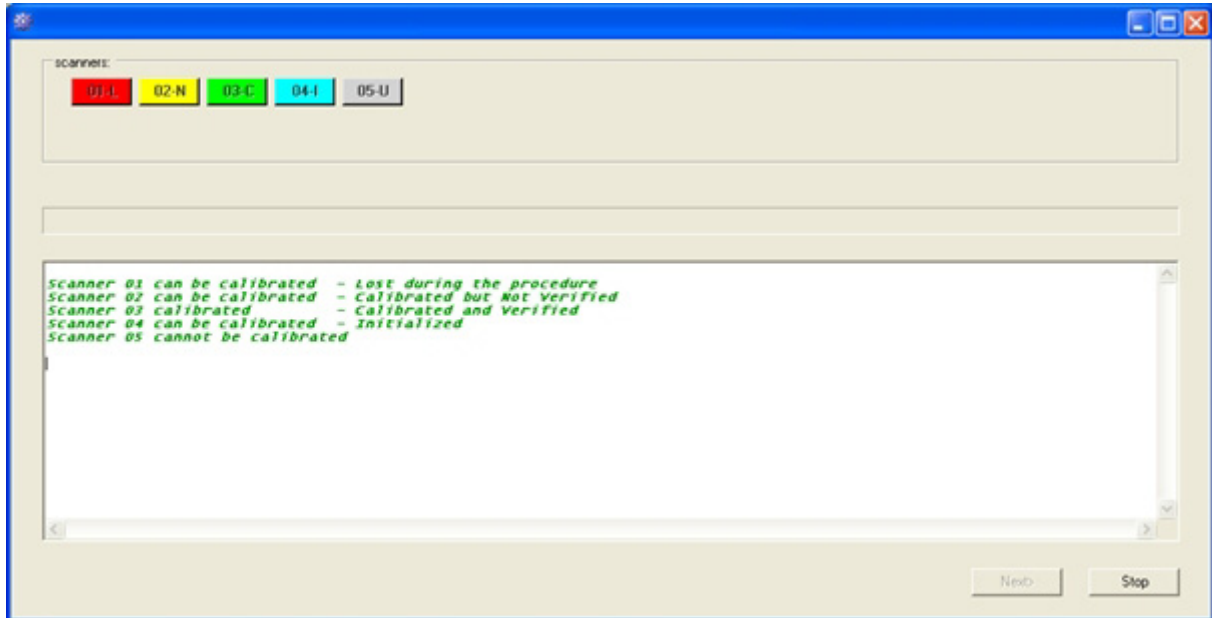 scanners:
01-L 02-N 03-C 04-I 05-U
Scanner 01 can be calibrated - Lost during the procedure
Scanner 02 can be calibrated - Calibrated but Not Verified
Scanner 03 calibrated - Calibrated and Verified
Scanner 04 can be calibrated - Initialized
Scanner 05 cannot be calibrated
Next> Stop